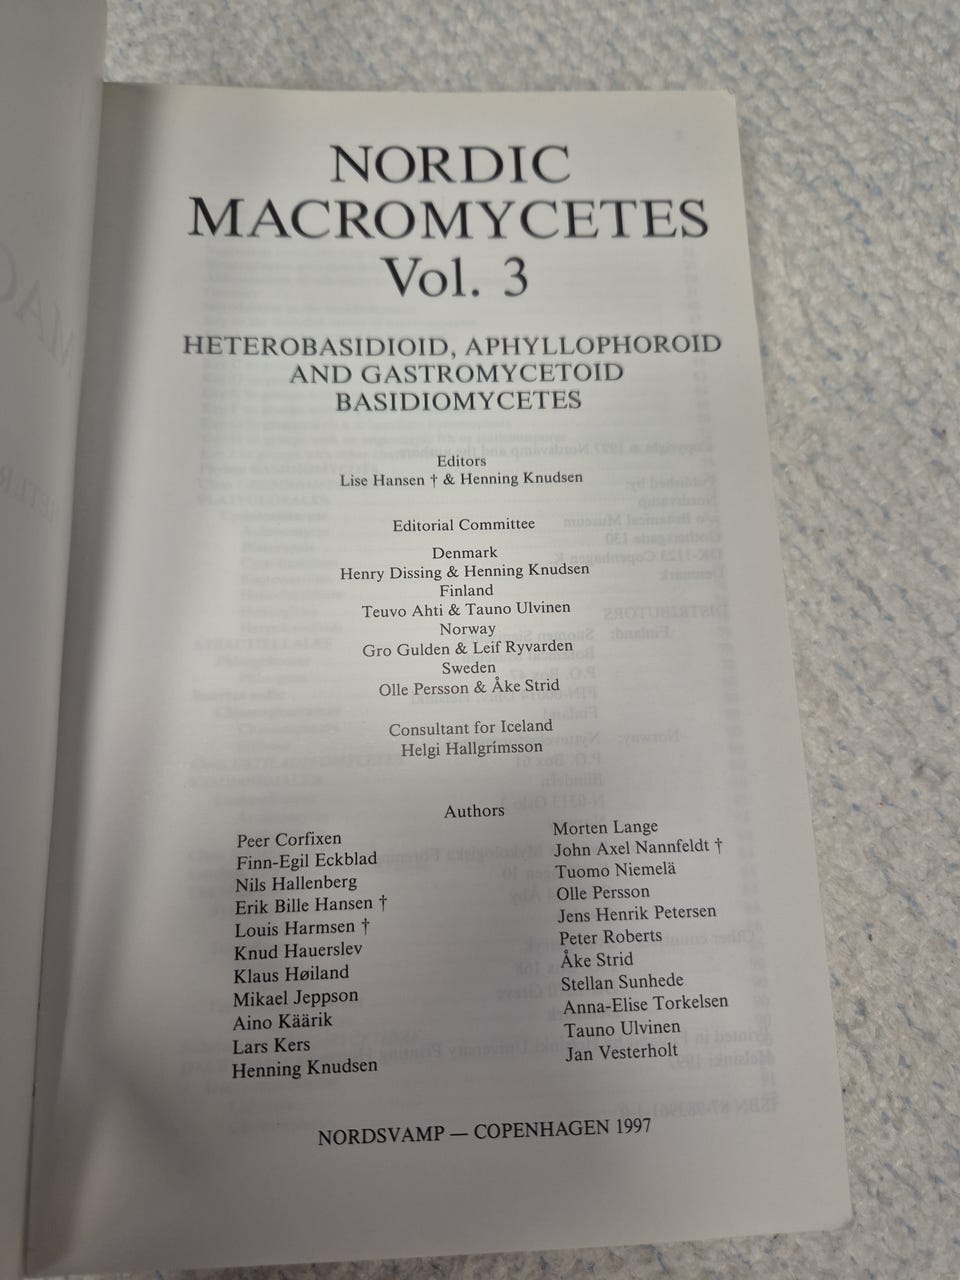 NORDIC
MACROMYCETES
Vol. 3
HETEROBASIDIOID, APHYLLOPHOROID
AND GASTROMYCETOID
BASIDIOMYCETES
Editors
Lise Hansen † & Henning Knudsen
Editorial Committee
Denmark
Henry Dissing & Henning Knudsen
Finland
Teuvo Ahti & Tauno Ulvinen
Norway
Gro Gulden & Leif Ryvarden
Sweden
Olle Persson & Åke Strid
Consultant for Iceland
Helgi Hallgrímsson
Authors
Peer Corfixen
Finn-Egil Eckblad
Nils Hallenberg
Erik Bille Hansen †
Louis Harmsen †
Knud Hauerslev
Klaus Høiland
Mikael Jeppson
Aino Käärik
Lars Kers
Henning Knudsen
Morten Lange
John Axel Nannfeldt †
Tuomo Niemelä
Olle Persson
Jens Henrik Petersen
Peter Roberts
Åke Strid
Stellan Sunhede
Anna-Elise Torkelsen
Tauno Ulvinen
Jan Vesterholt
NORDSVAMP — COPENHAGEN 1997